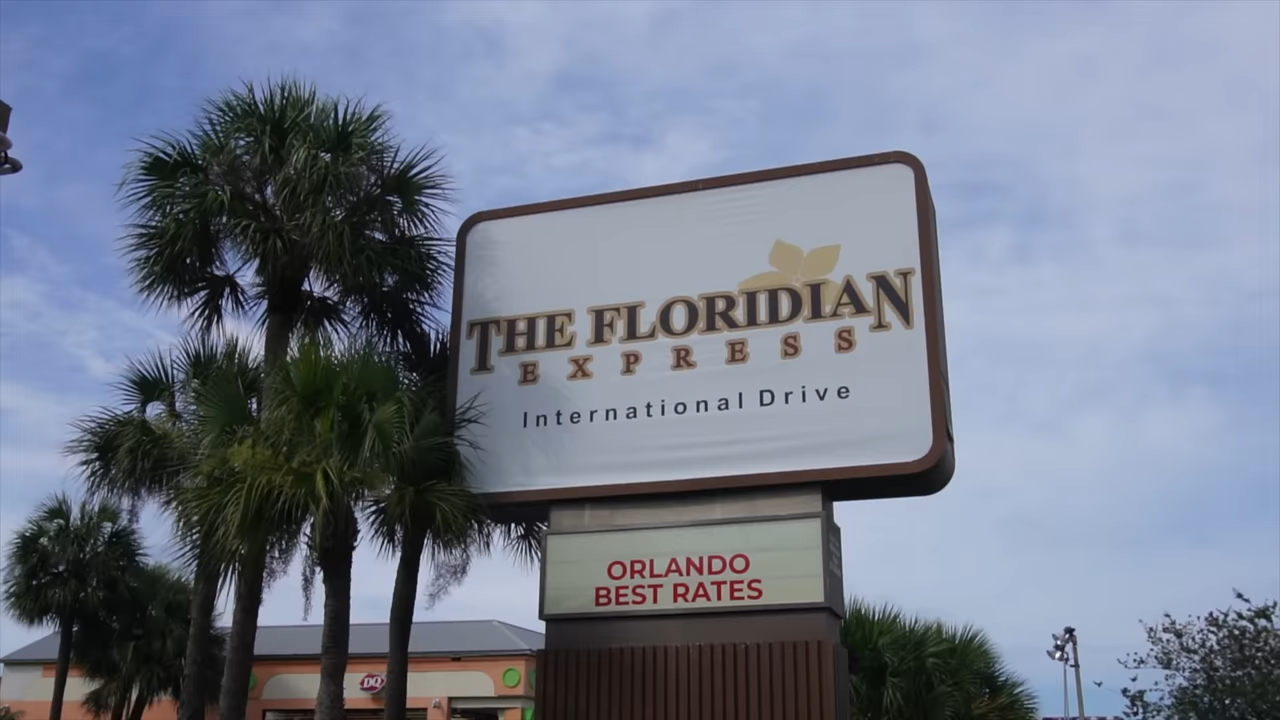 THE FLORIDIAN
EXPRESS
International Drive
ORLANDO
BEST RATES
DQ